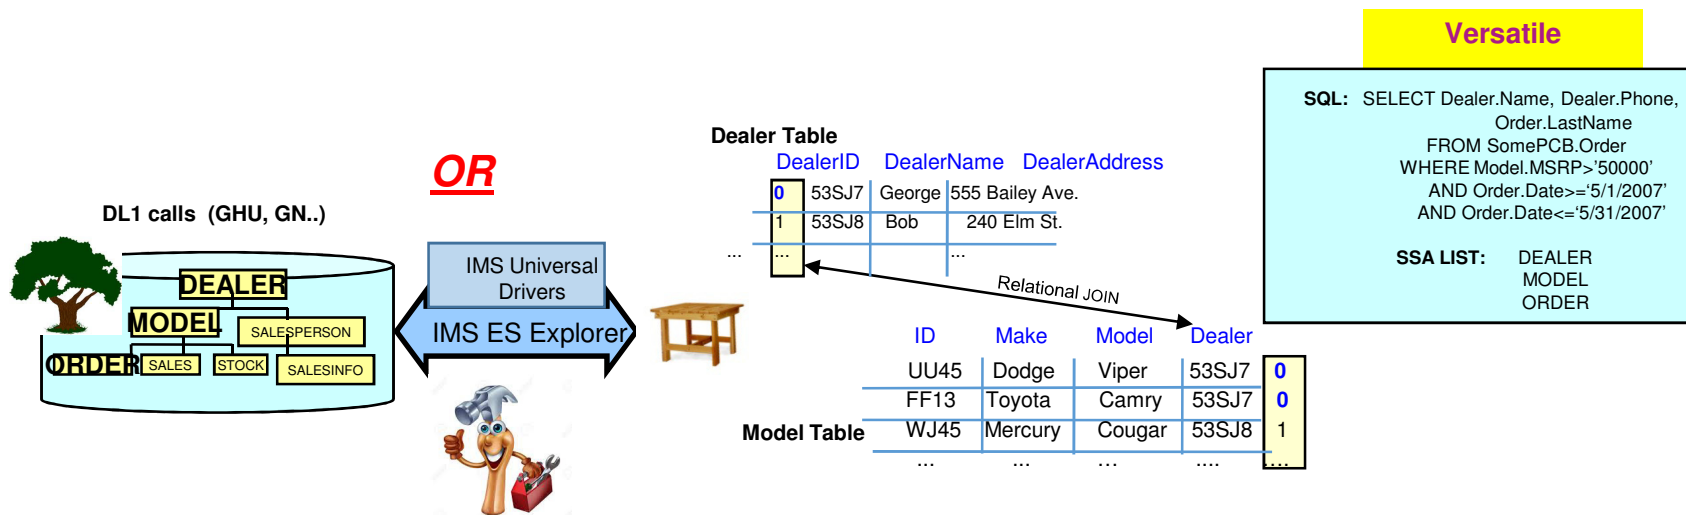 Versatile
SQL: SELECT Dealer.Name, Dealer.Phone,
Order.LastName
FROM SomePCB.Order
WHERE Model.MSRP>'50000'
AND Order.Date>='5/1/2007'
AND Order.Date<='5/31/2007'
SSA LIST: DEALER
MODEL
ORDER
OR
DL1 calls (GHU, GN..)
DEALER
MODEL
SALESPERSON
ORDER SALES STOCK SALESINFO
IMS Universal
Drivers
IMS ES Explorer
Dealer Table
DealerID DealerName DealerAddress
0 53SJ7 George 555 Bailey Ave.
1 53SJ8 Bob 240 Elm St.
... ... ...
Relational JOIN
ID Make Model Dealer
UU45 Dodge Viper 53SJ7 0
FF13 Toyota Camry 53SJ7 0
Model Table WJ45 Mercury Cougar 53SJ8 1
... ... ... .... ....